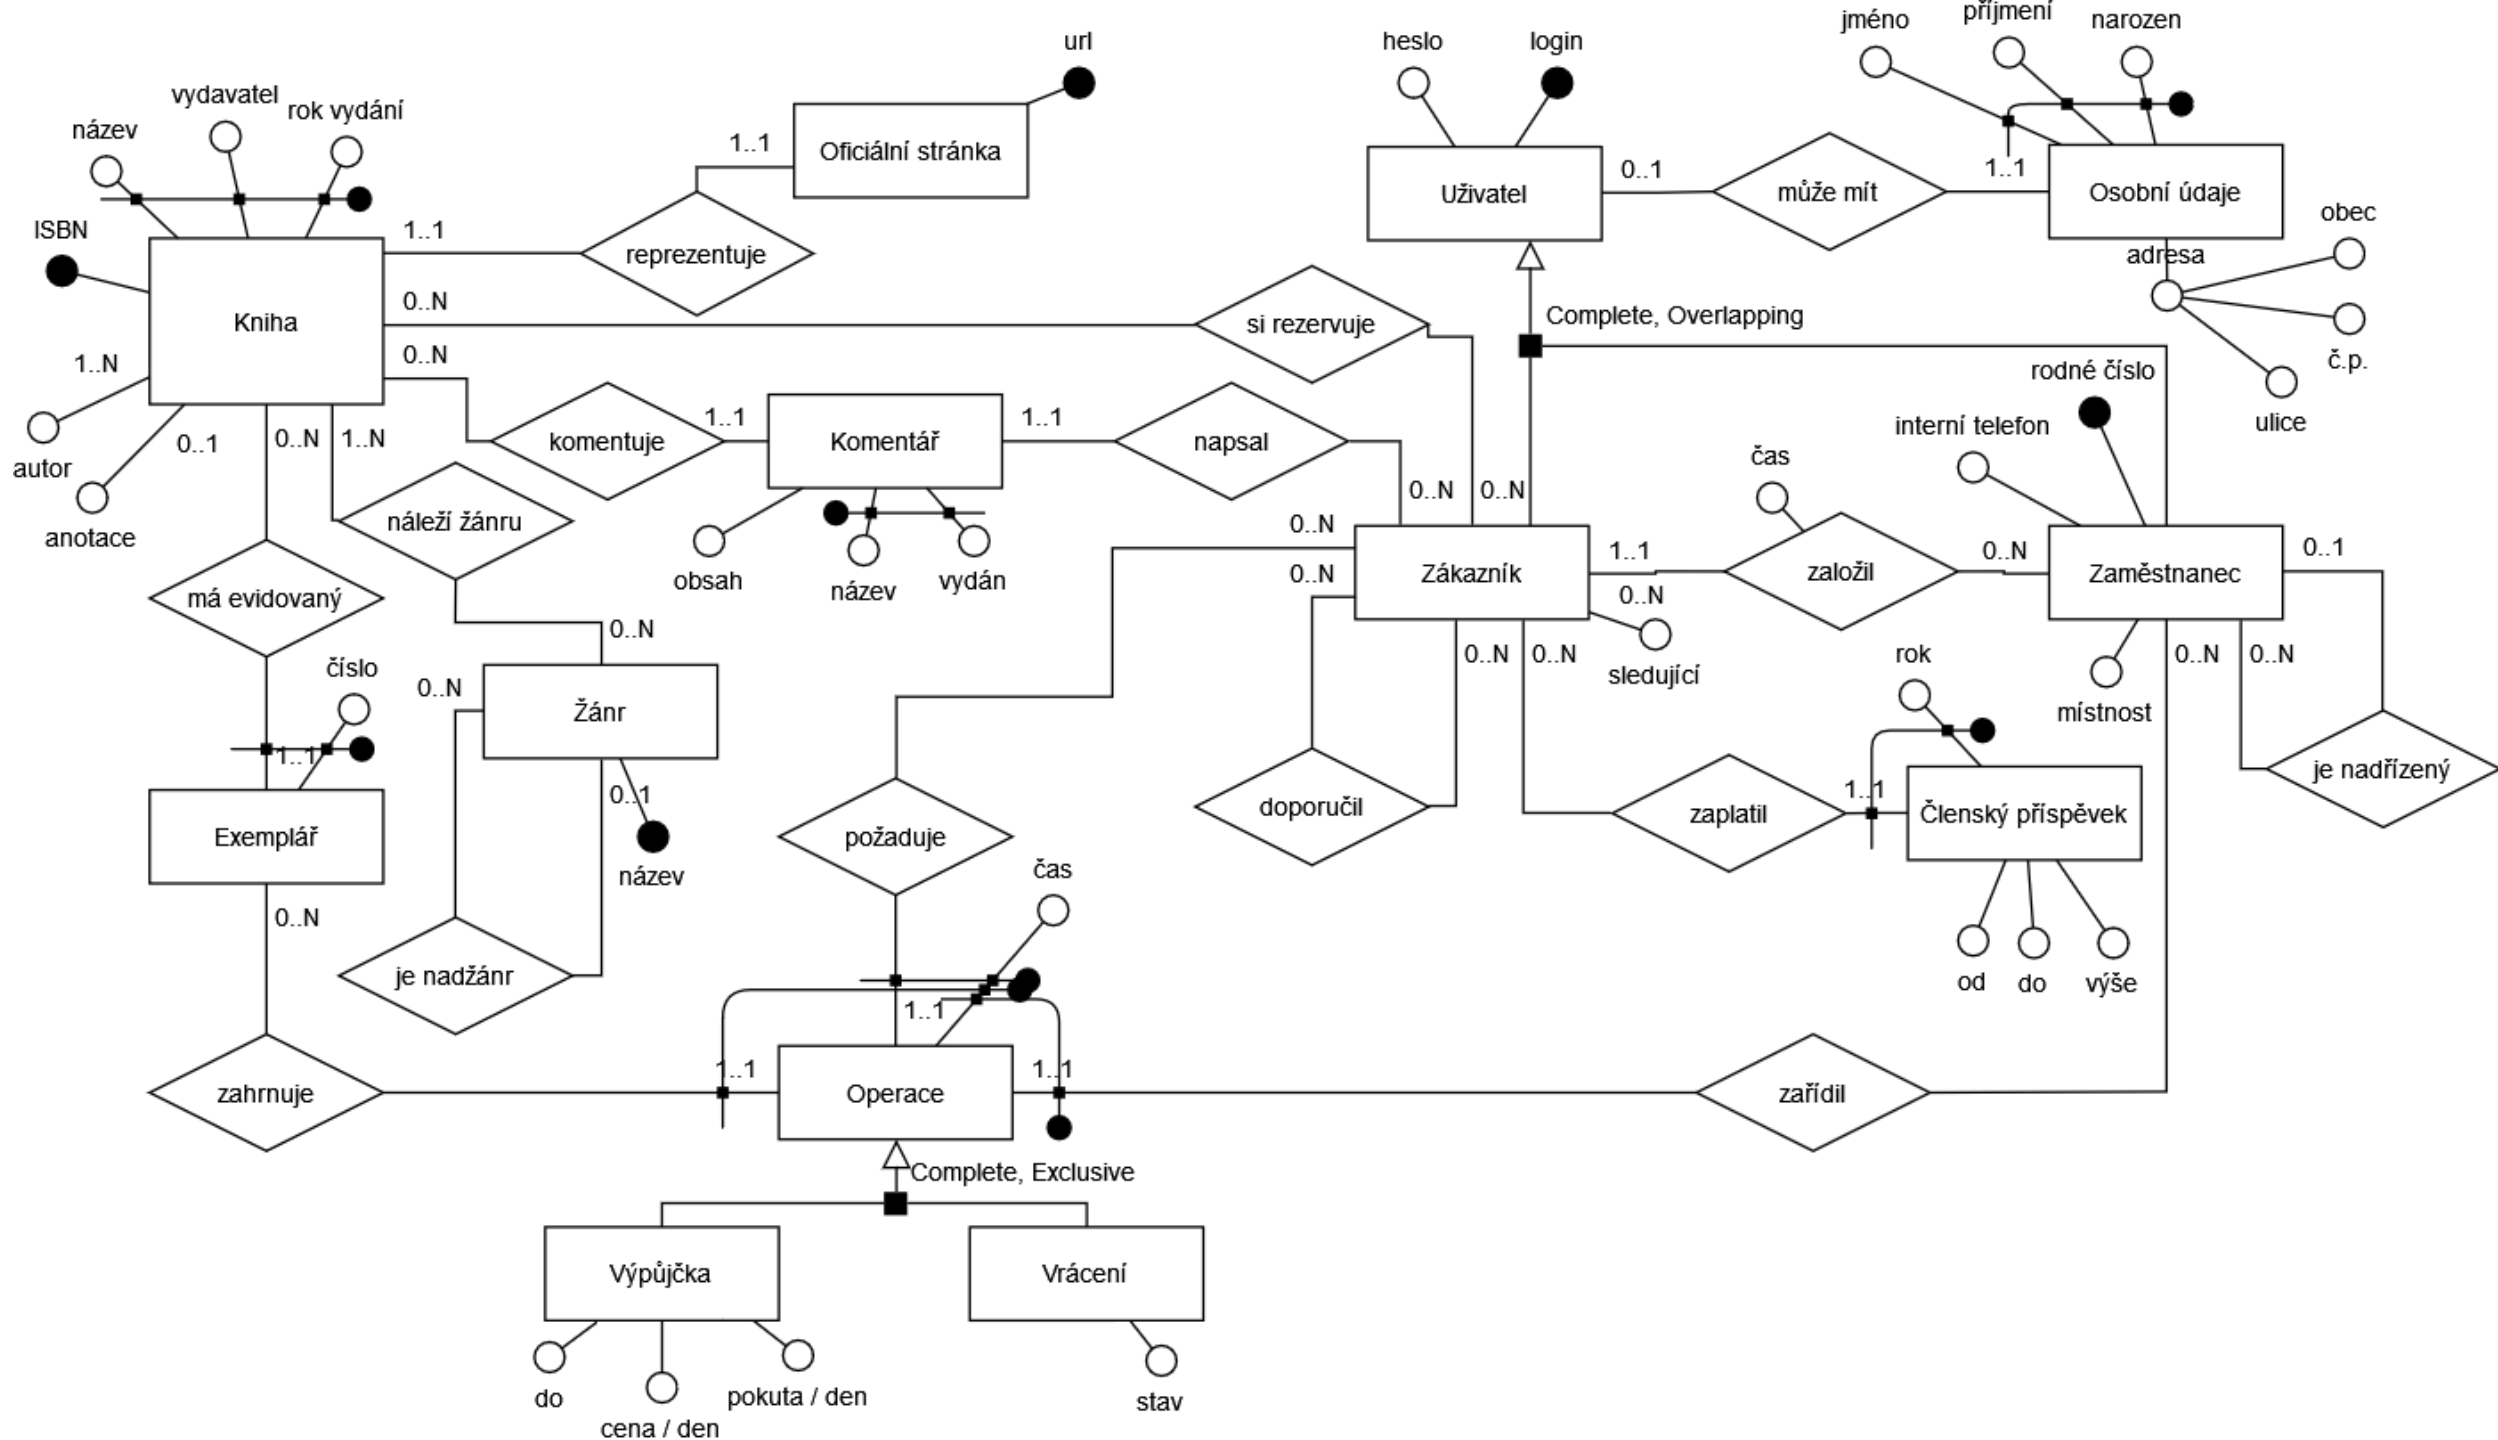 url
heslo
login
jméno
příjmení
narozen
název
vydavatel
rok vydání
1..1
Oficiální stránka
Uživatel
0..1
může mít
1..1
Osobní údaje
ISBN
1..1
reprezentuje
obec
adresa
č.p.
ulice
Kniha
0..N
si rezervuje
Complete, Overlapping
0..N
1..N
autor
0..1
anotace
0..N
1..N
komentuje
1..1
Komentář
1..1
napsal
0..N
0..N
rodné číslo
interní telefon
čas
náleží žánru
obsah
název
vydán
0..N
0..N
Zákazník
1..1
založil
0..N
Zaměstnanec
0..1
0..N
sledující
má evidovaný
0..N
0..N
0..N
rok
místnost
0..N
0..N
číslo
0..N
Žánr
1..1
0..1
název
Exemplář
požaduje
doporučil
zaplatil
1..1
Členský příspěvek
je nadřízený
0..N
je nadžánr
čas
od
do
výše
1..1
zahrnuje
1..1
Operace
1..1
zařídil
Complete, Exclusive
Výpůjčka
Vrácení
do
cena / den
pokuta / den
stav